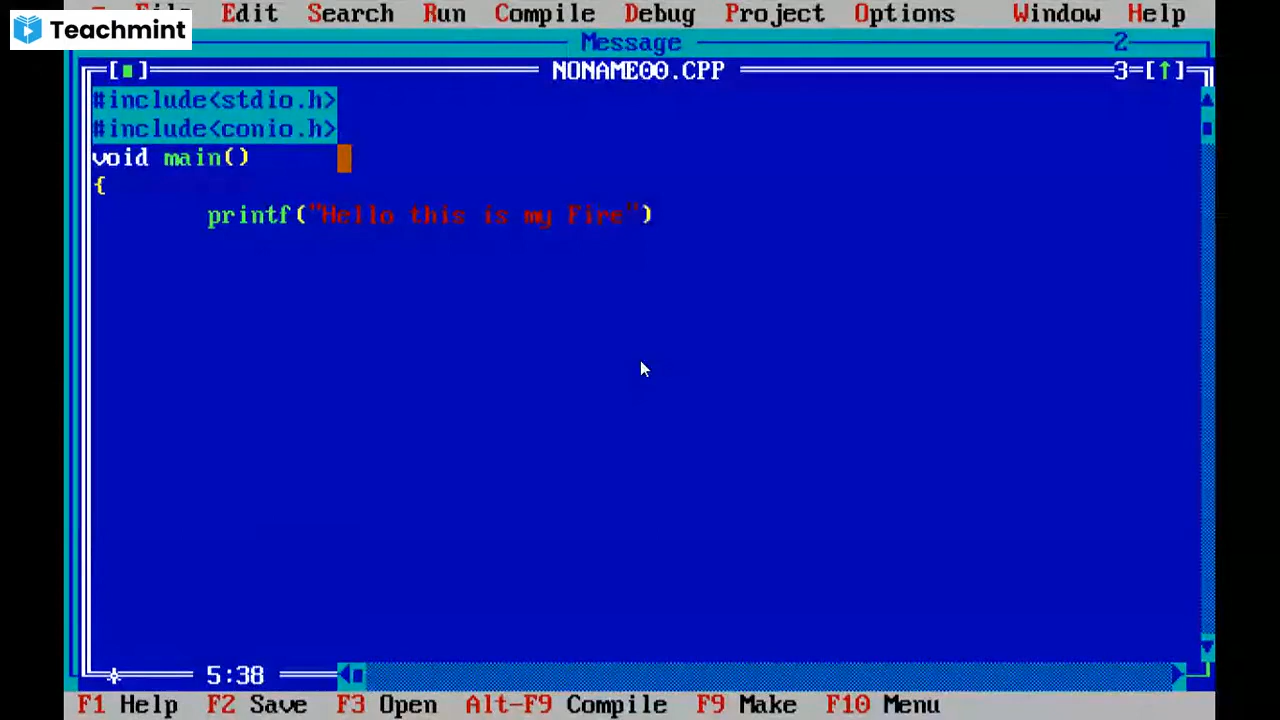 File Edit Search Run Compile Debug Project Options Window Help
Teachmint
Message 2
[■] NONAME00.CPP 3=[↑]
#include<stdio.h>
#include<conio.h>
void main()
{
printf("Hello this is my Fire")
5:38
F1 Help F2 Save F3 Open Alt-F9 Compile F9 Make F10 Menu